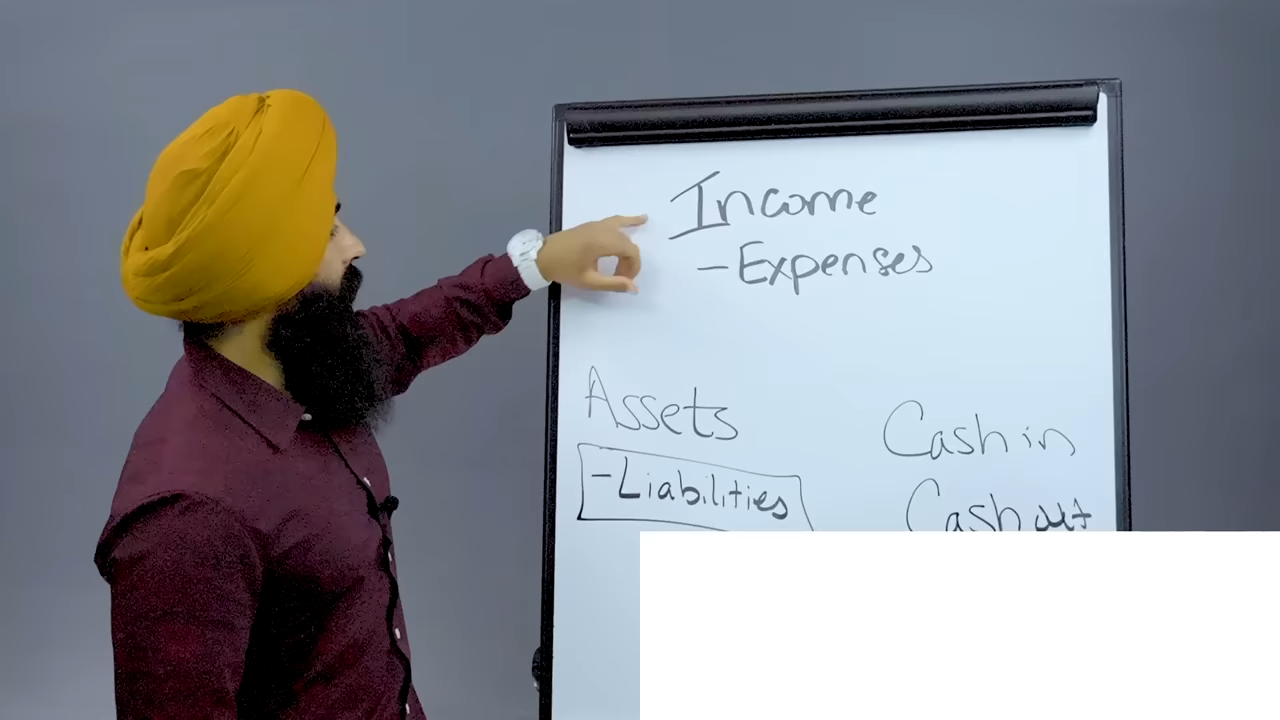 Income
-Expenses
Assets
-Liabilities
Cash in
Cash out